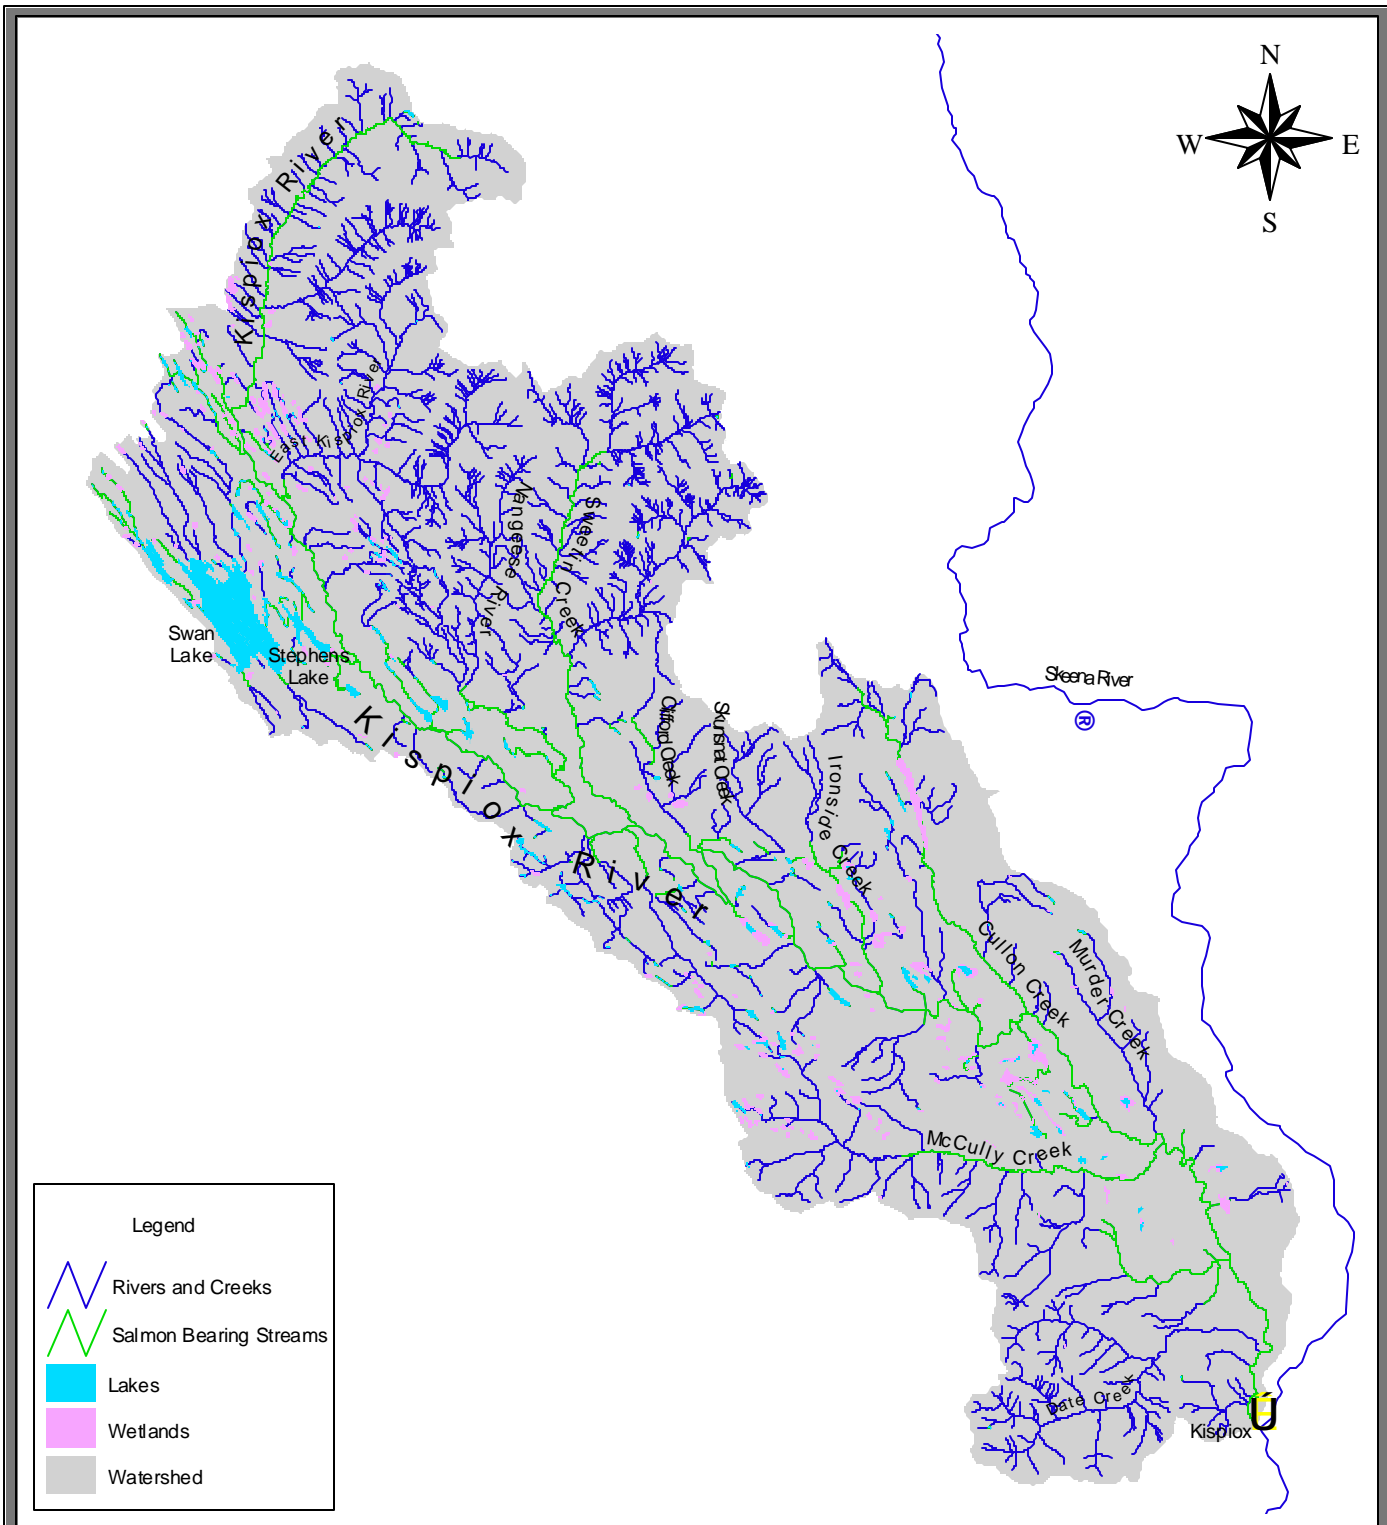 N
W
E
S
Kispiox River
East Kispiox River
Nangeese River
Sweetin Creek
Swan
Lake
Stephens
Lake
Skeena River
®
Kispiox River
Clifford Creek
Skunsnat Creek
Ironside Creek
Cullon Creek
Murder Creek
McCully Creek
Date Creek
Kispiox
Ú
Legend
Rivers and Creeks
Salmon Bearing Streams
Lakes
Wetlands
Watershed